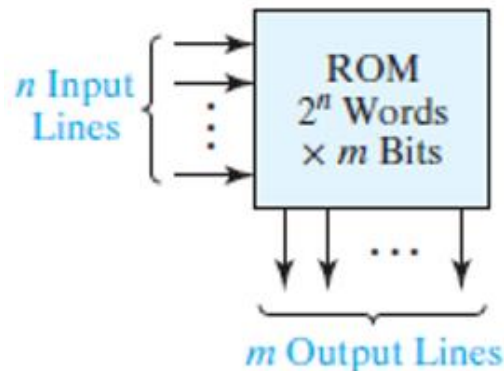 n Input
Lines
ROM
2ⁿ Words
× m Bits
m Output Lines